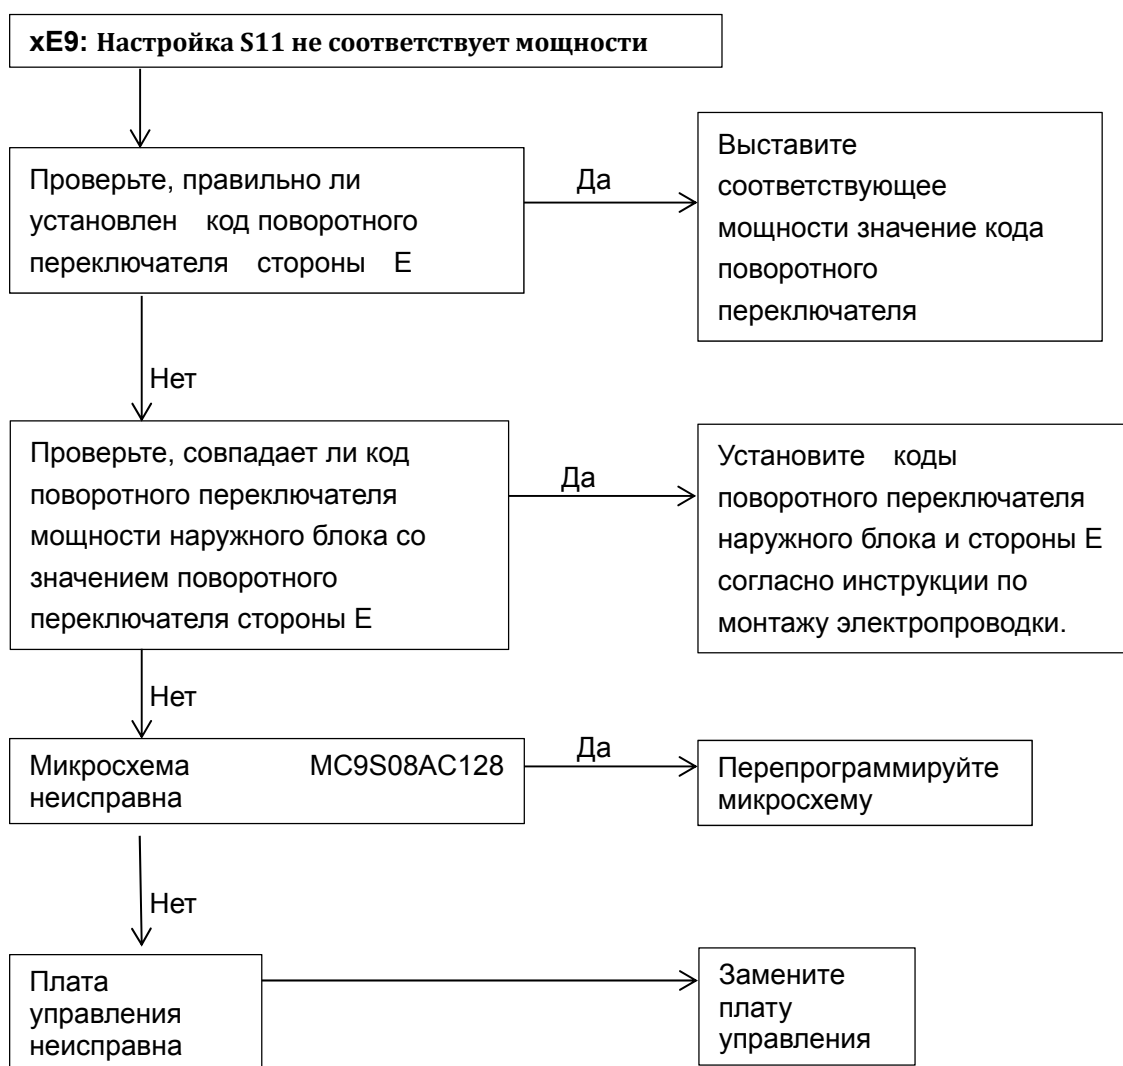 xE9: Настройка S11 не соответствует мощности
Проверьте, правильно ли
установлен код поворотного
переключателя стороны Е
Да
Выставите
соответствующее
мощности значение кода
поворотного
переключателя
Нет
Проверьте, совпадает ли код
поворотного переключателя
мощности наружного блока со
значением поворотного
переключателя стороны Е
Да
Установите коды
поворотного переключателя
наружного блока и стороны Е
согласно инструкции по
монтажу электропроводки.
Нет
Микросхема MC9S08AC128
неисправна
Да
Перепрограммируйте
микросхему
Нет
Плата
управления
неисправна
Замените
плату
управления